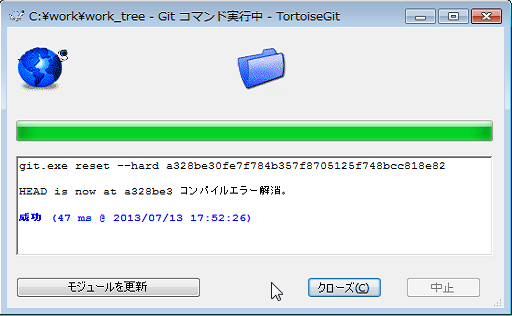 C:¥work¥work_tree - Git コマンド実行中 - TortoiseGit
git.exe reset --hard a328be30fe7f784b357f8705125f748bcc818e82
HEAD is now at a328be3 コンパイルエラー解消。
成功 (47 ms @ 2013/07/13 17:52:26)
モジュールを更新 クローズ(C) 中止